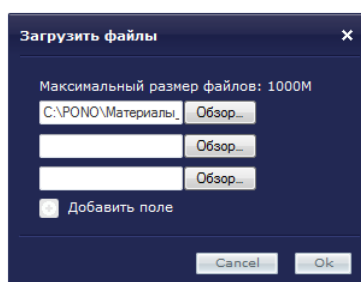 Загрузить файлы
Максимальный размер файлов: 1000M
C:\PONO\Материалы_ Обзор...
Обзор...
Обзор...
Добавить поле
Cancel Ok